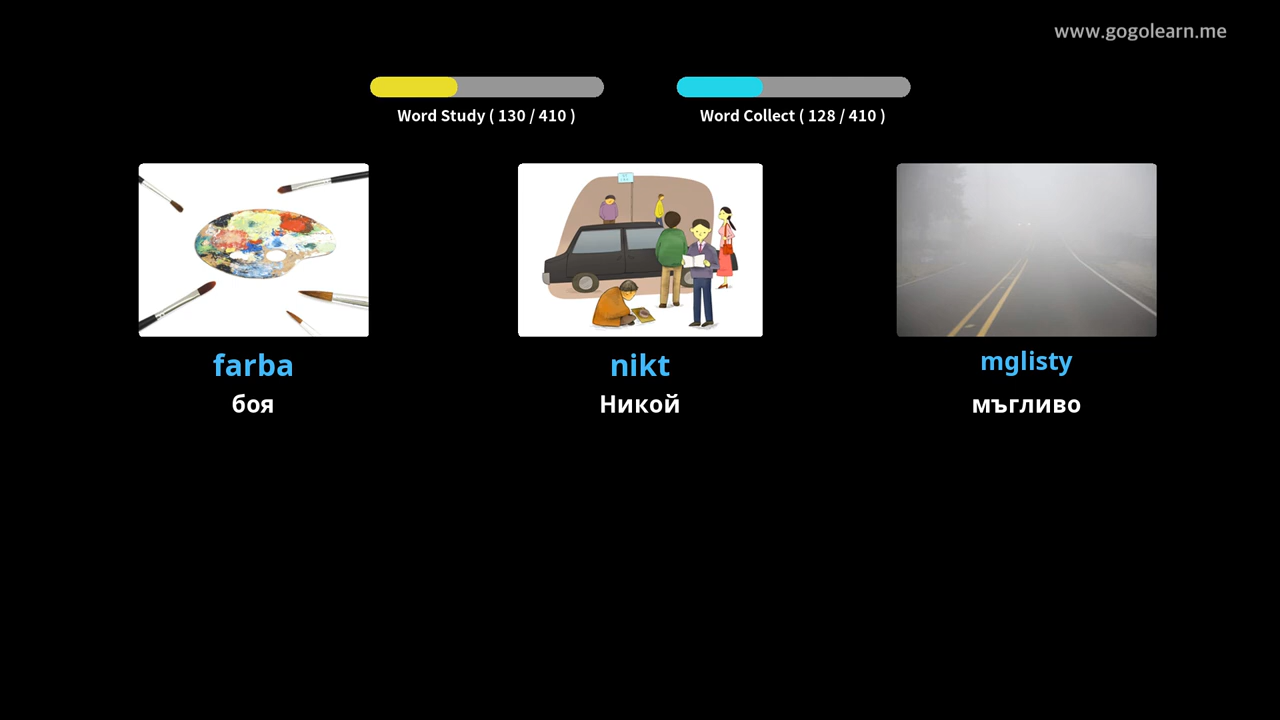 www.gogolearn.me
Word Study ( 130 / 410 )
Word Collect ( 128 / 410 )
farba
nikt
mglisty
боя
Никой
мъгливо